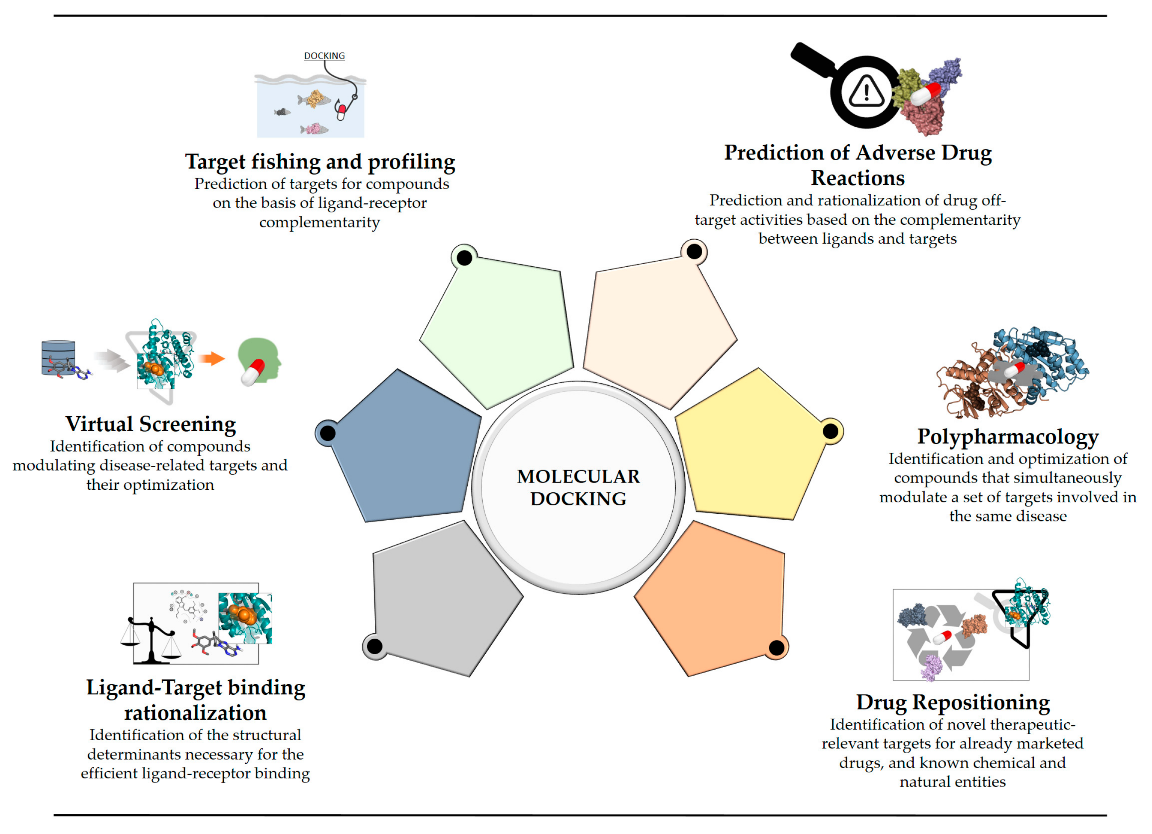 DOCKING
Target fishing and profiling
Prediction of targets for compounds
on the basis of ligand-receptor
complementarity
Prediction of Adverse Drug
Reactions
Prediction and rationalization of drug off-
target activities based on the complementarity
between ligands and targets
Virtual Screening
Identification of compounds
modulating disease-related targets and
their optimization
MOLECULAR
DOCKING
Polypharmacology
Identification and optimization of
compounds that simultaneously
modulate a set of targets involved in
the same disease
Ligand-Target binding
rationalization
Identification of the structural
determinants necessary for the
efficient ligand-receptor binding
Drug Repositioning
Identification of novel therapeutic-
relevant targets for already marketed
drugs, and known chemical and
natural entities